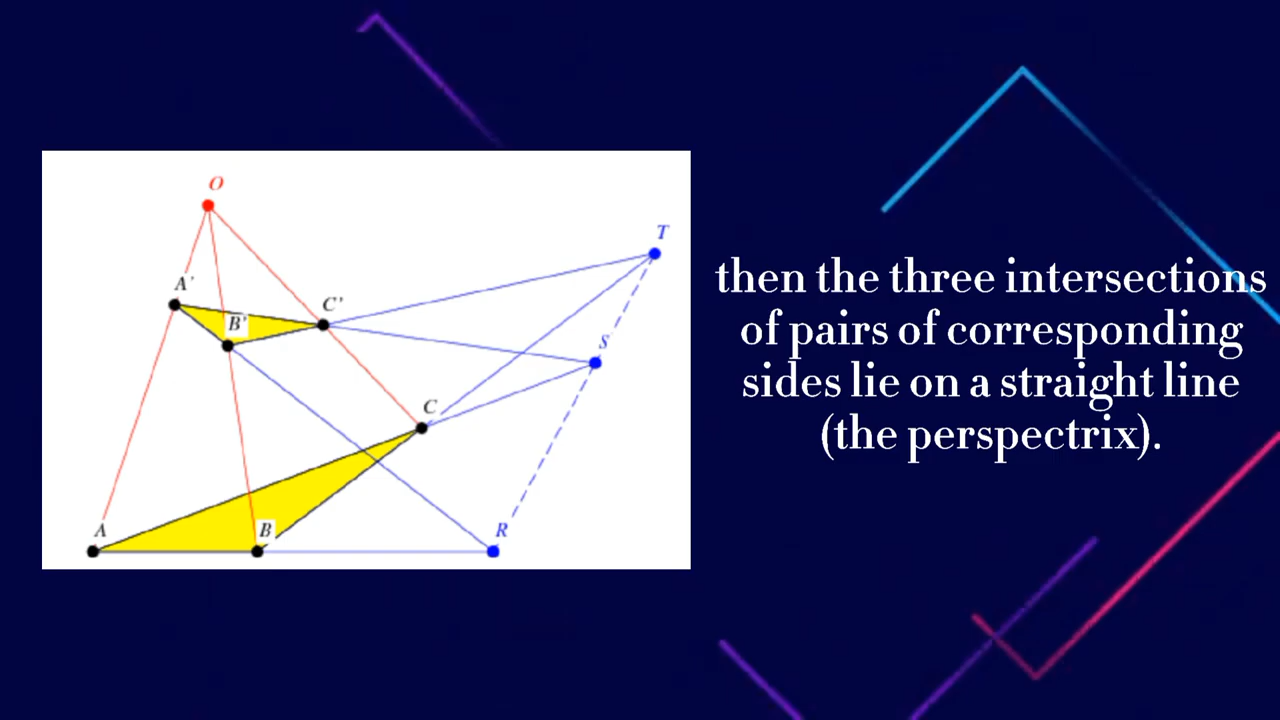 O
T
A'
C'
B'
S
C
A
B
R
then the three intersections
of pairs of corresponding
sides lie on a straight line
(the perspectrix).